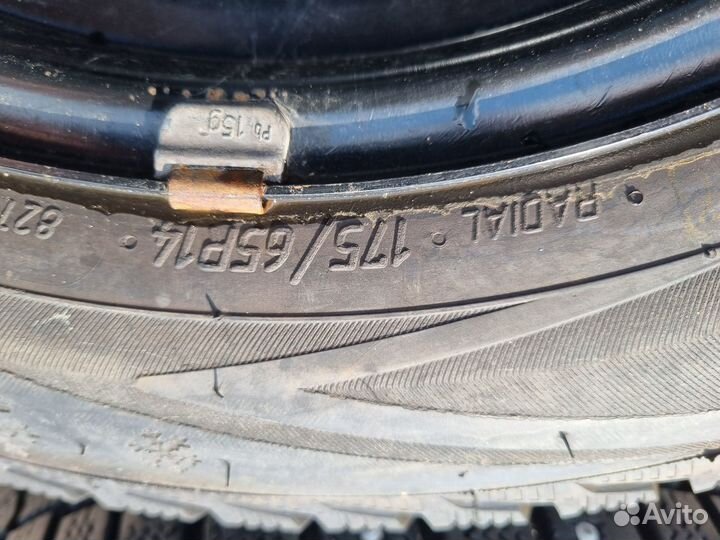 Pb 15g
• RADIAL • 175/65R14 • 82T
Avito